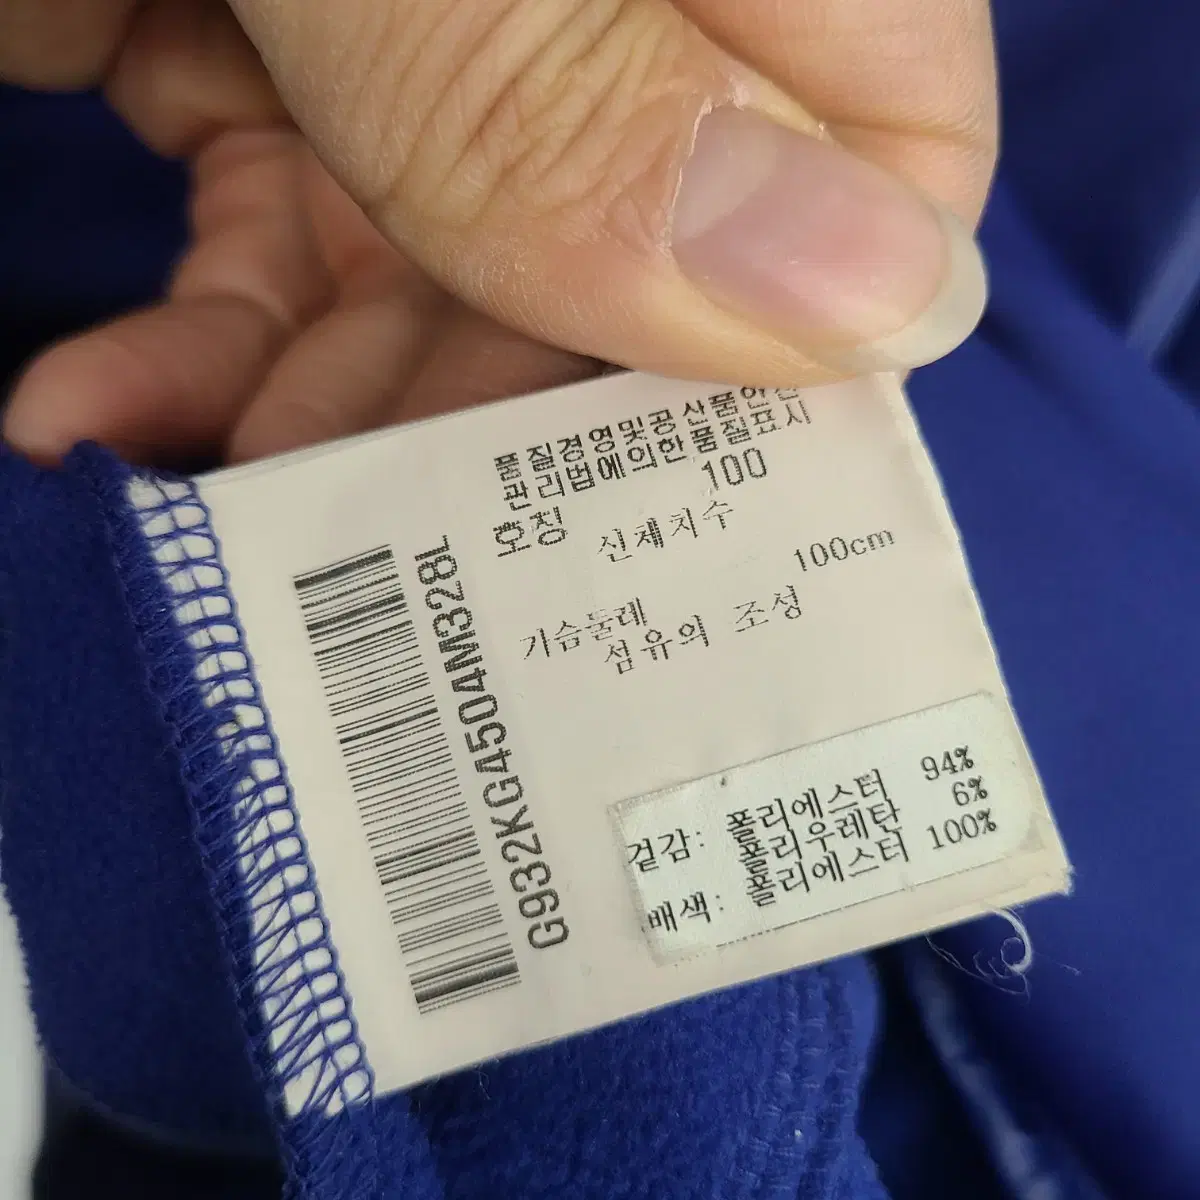 품질경영및공산품안전
관리법에의한품질표시
호칭 100
신체치수
가슴둘레 100cm
섬유의 조성
겉감: 폴리에스터 94%
폴리우레탄 6%
배색: 폴리에스터 100%
G932KG4504M328L